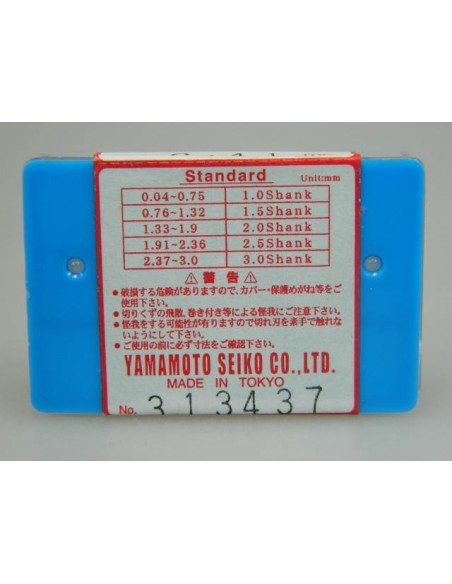 Standard Unit:mm
0.04~0.75 1.0Shank
0.76~1.32 1.5Shank
1.33~1.9 2.0Shank
1.91~2.36 2.5Shank
2.37~3.0 3.0Shank
⚠警告⚠
●破損する危険がありますので、カバー・保護めがね等をご
使用下さい。
●切りくずの飛散、巻き付き等による怪我にご注意下さい。
●怪我をする可能性が有りますので切れ刃を素手で触れな
いようにして下さい。
●ご使用の前に必ず寸法をご確認下さい。
YAMAMOTO SEIKO CO.,LTD.
MADE IN TOKYO
No. 313437